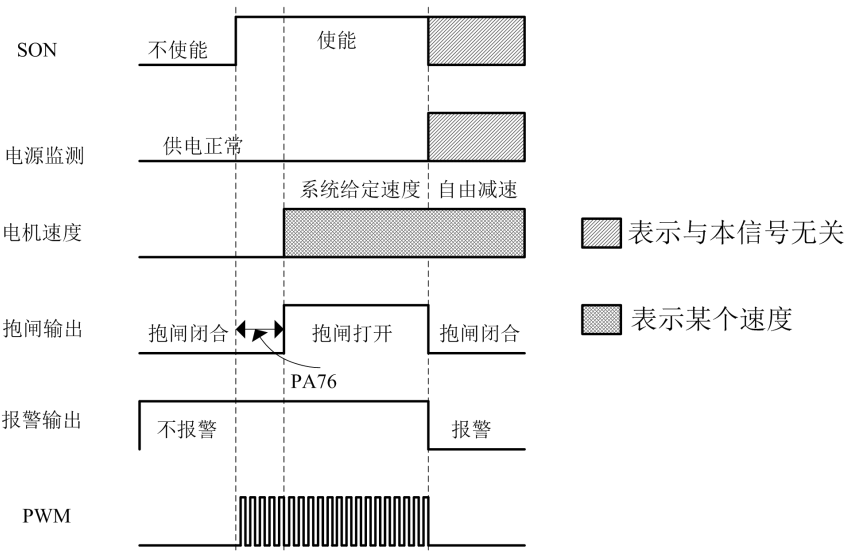 SON
不使能
使能
电源监测
供电正常
系统给定速度
自由减速
电机速度
表示与本信号无关
抱闸输出
抱闸闭合
抱闸打开
抱闸闭合
表示某个速度
PA76
报警输出
不报警
报警
PWM